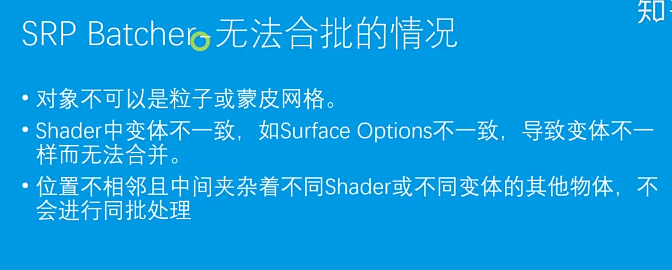 知
SRP Batcher-无法合批的情况
• 对象不可以是粒子或蒙皮网格。
• Shader中变体不一致，如Surface Options不一致，导致变体不一
样而无法合并。
• 位置不相邻且中间夹杂着不同Shader或不同变体的其他物体，不
会进行同批处理